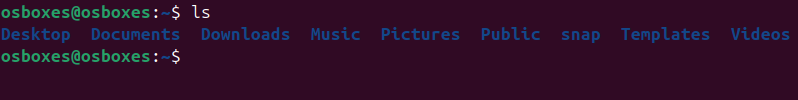 osboxes@osboxes:~$ ls
Desktop  Documents  Downloads  Music  Pictures  Public  snap  Templates  Videos
osboxes@osboxes:~$